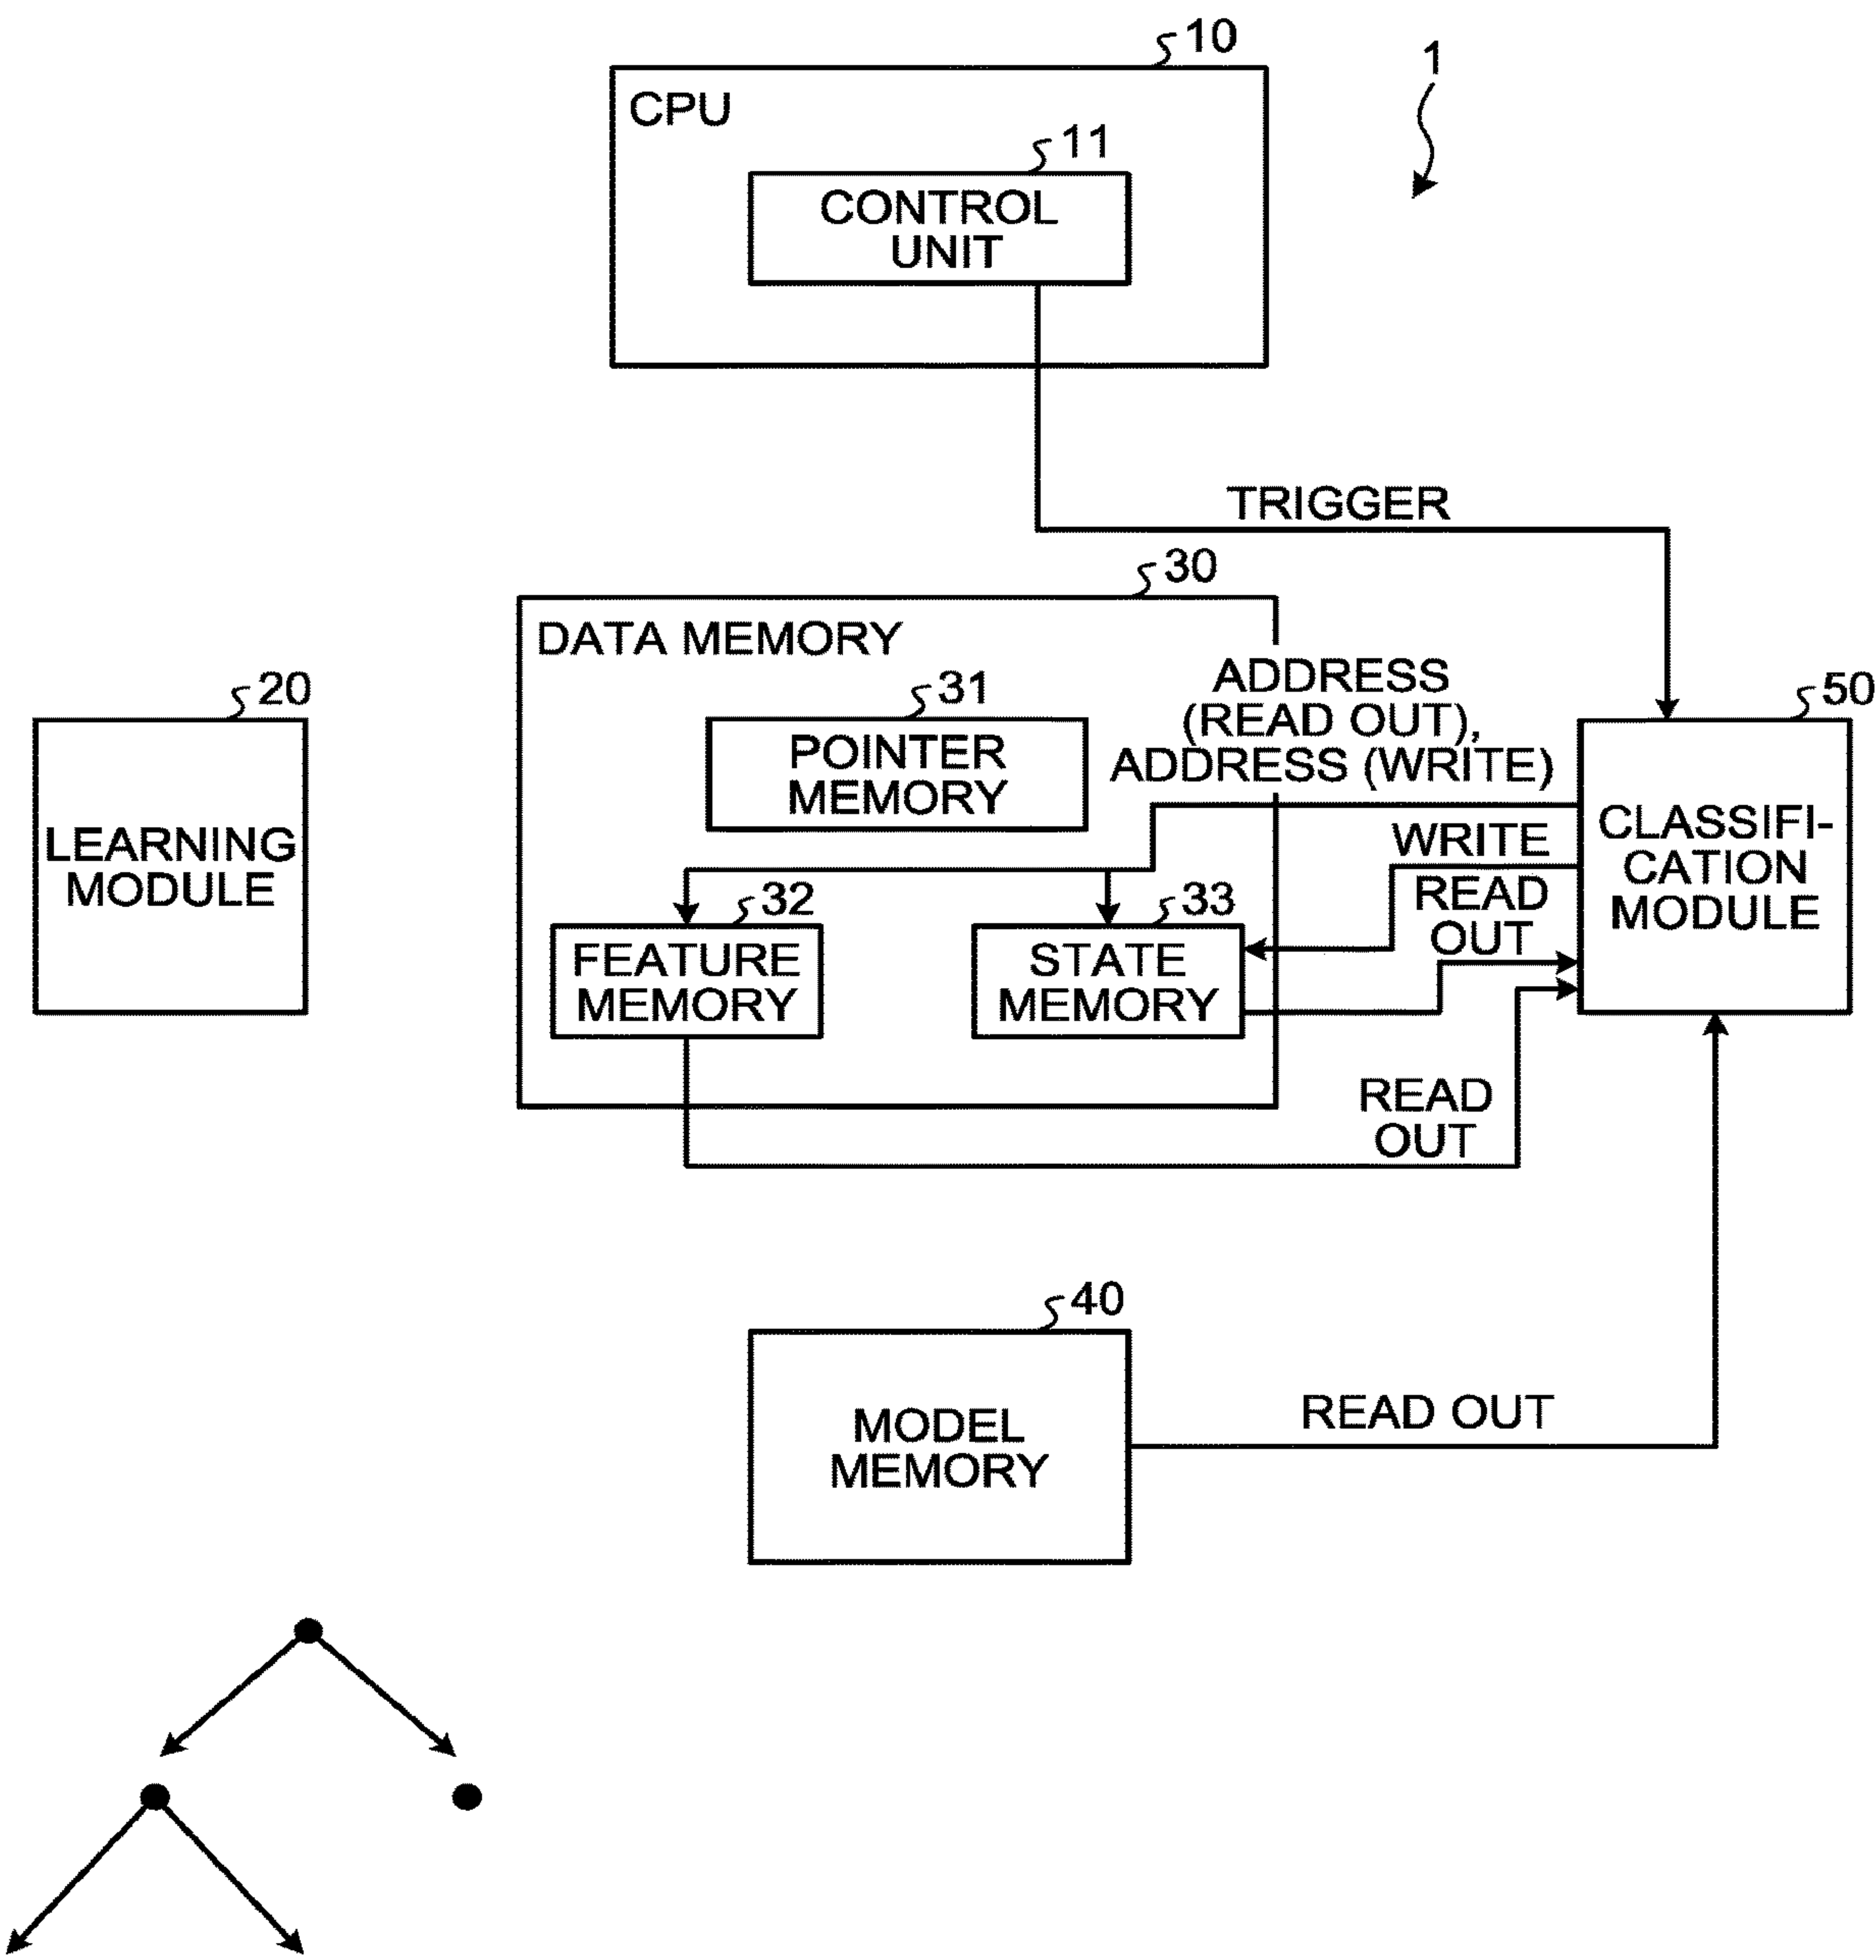 10
1
CPU
11
CONTROL
UNIT
TRIGGER
30
DATA MEMORY
20
31
50
ADDRESS
(READ OUT),
ADDRESS (WRITE)
POINTER
MEMORY
LEARNING
MODULE
CLASSIFI-
CATION
MODULE
WRITE
READ
OUT
32
33
FEATURE
MEMORY
STATE
MEMORY
READ
OUT
40
MODEL
MEMORY
READ OUT